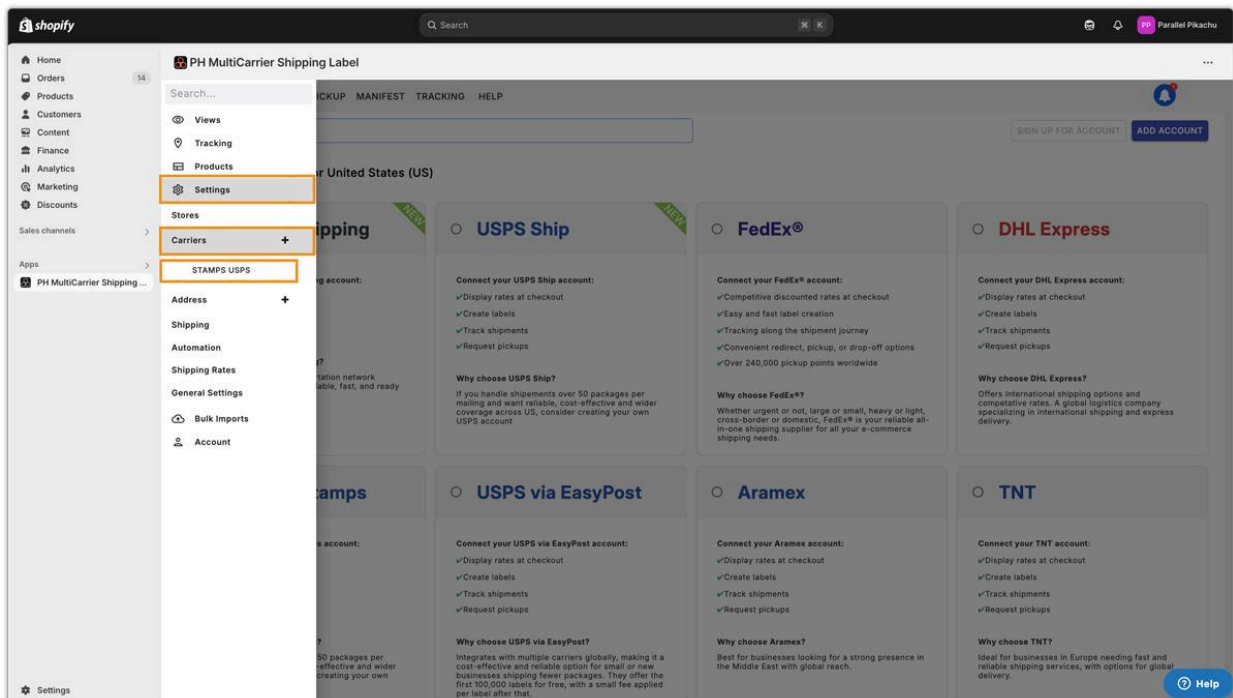 shopify
Search
⌘ K
PP Parallel Pikachu
Home
Orders 14
Products
Customers
Content
Finance
Analytics
Marketing
Discounts
Sales channels
Apps
PH MultiCarrier Shipping ...
Settings
PH MultiCarrier Shipping Label
...
Search...
Views
Tracking
Products
Settings
Stores
Carriers +
STAMPS USPS
Address +
Shipping
Automation
Shipping Rates
General Settings
Bulk Imports
Account
MANIFEST TRACKING HELP
SIGN UP FOR ACCOUNT
ADD ACCOUNT
United States (US)
NEW
account:
tation network
able, fast, and ready
NEW
USPS Ship
Connect your USPS Ship account:
✓Display rates at checkout
✓Create labels
✓Track shipments
✓Request pickups
Why choose USPS Ship?
If you handle shipements over 50 packages per
mailing and want reliable, cost-effective and wider
coverage across US, consider creating your own
USPS account
FedEx®
Connect your FedEx® account:
✓Competitive discounted rates at checkout
✓Easy and fast label creation
✓Tracking along the shipment journey
✓Convenient redirect, pickup, or drop-off options
✓Over 240,000 pickup points worldwide
Why choose FedEx®?
Whether urgent or not, large or small, heavy or light,
cross-border or domestic, FedEx® is your reliable all-
in-one shipping supplier for all your e-commerce
shipping needs.
DHL Express
Connect your DHL Express account:
✓Display rates at checkout
✓Create labels
✓Track shipments
✓Request pickups
Why choose DHL Express?
Offers International shipping options and
competative rates. A global logistics company
specializing in international shipping and express
delivery.
account:
50 packages per
-effective and wider
creating your own
USPS via EasyPost
Connect your USPS via EasyPost account:
✓Display rates at checkout
✓Create labels
✓Track shipments
✓Request pickups
Why choose USPS via EasyPost?
Integrates with multiple carriers globally, making it a
cost-effective and reliable option for small or new
businesses shipping fewer packages. They offer the
first 100,000 labels for free, with a small fee applied
per label after that.
Aramex
Connect your Aramex account:
✓Display rates at checkout
✓Create labels
✓Track shipments
✓Request pickups
Why choose Aramex?
Best for businesses looking for a strong presence in
the Middle East with global reach.
TNT
Connect your TNT account:
✓Display rates at checkout
✓Create labels
✓Track shipments
✓Request pickups
Why choose TNT?
Ideal for businesses in Europe needing fast and
reliable shipping services, with options for global
delivery.
Help